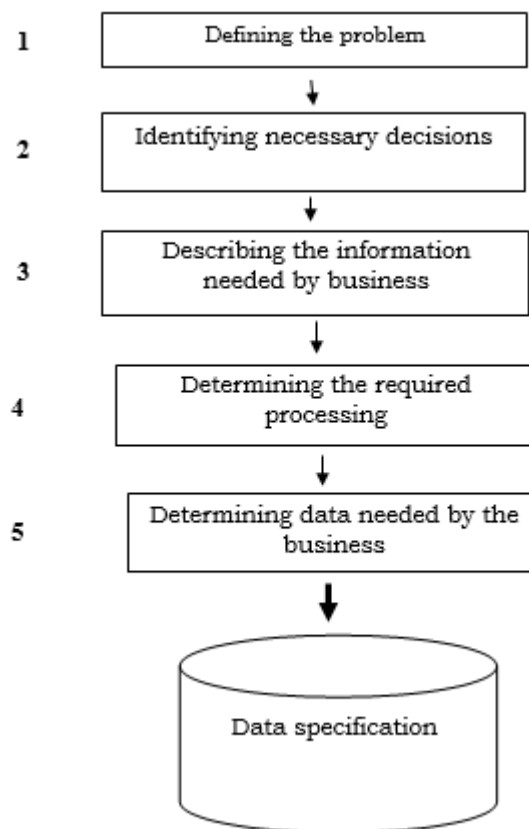 1
Defining the problem
2
Identifying necessary decisions
3
Describing the information
needed by business
4
Determining the required
processing
5
Determining data needed by the
business
Data specification